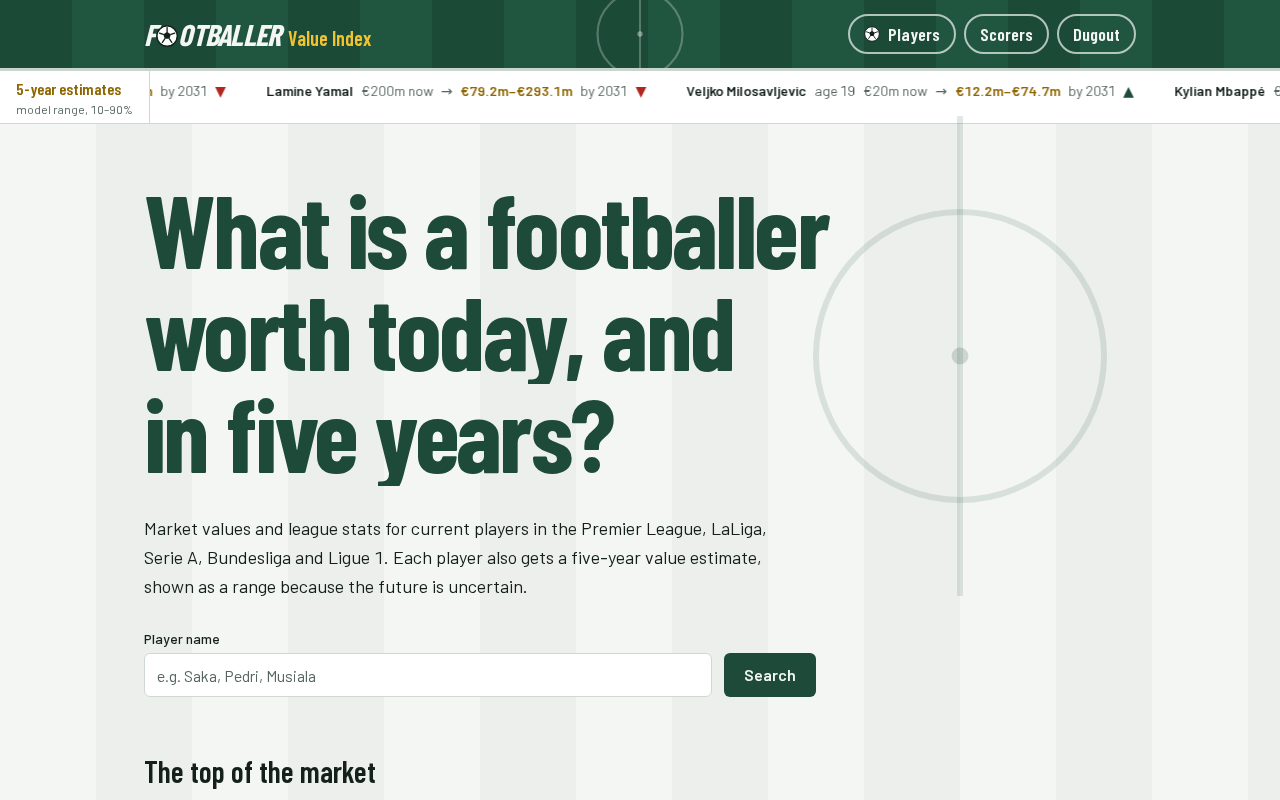 FOOTBALLER Value Index
Players
Scorers
Dugout
5-year estimates
model range, 10–90%
by 2031 ▼
Lamine Yamal €200m now → €79.2m–€293.1m by 2031 ▼
Veljko Milosavljevic age 19 €20m now → €12.2m–€74.7m by 2031 ▲
Kylian Mbappé
What is a footballer
worth today, and
in five years?
Market values and league stats for current players in the Premier League, LaLiga,
Serie A, Bundesliga and Ligue 1. Each player also gets a five-year value estimate,
shown as a range because the future is uncertain.
Player name
e.g. Saka, Pedri, Musiala
Search
The top of the market